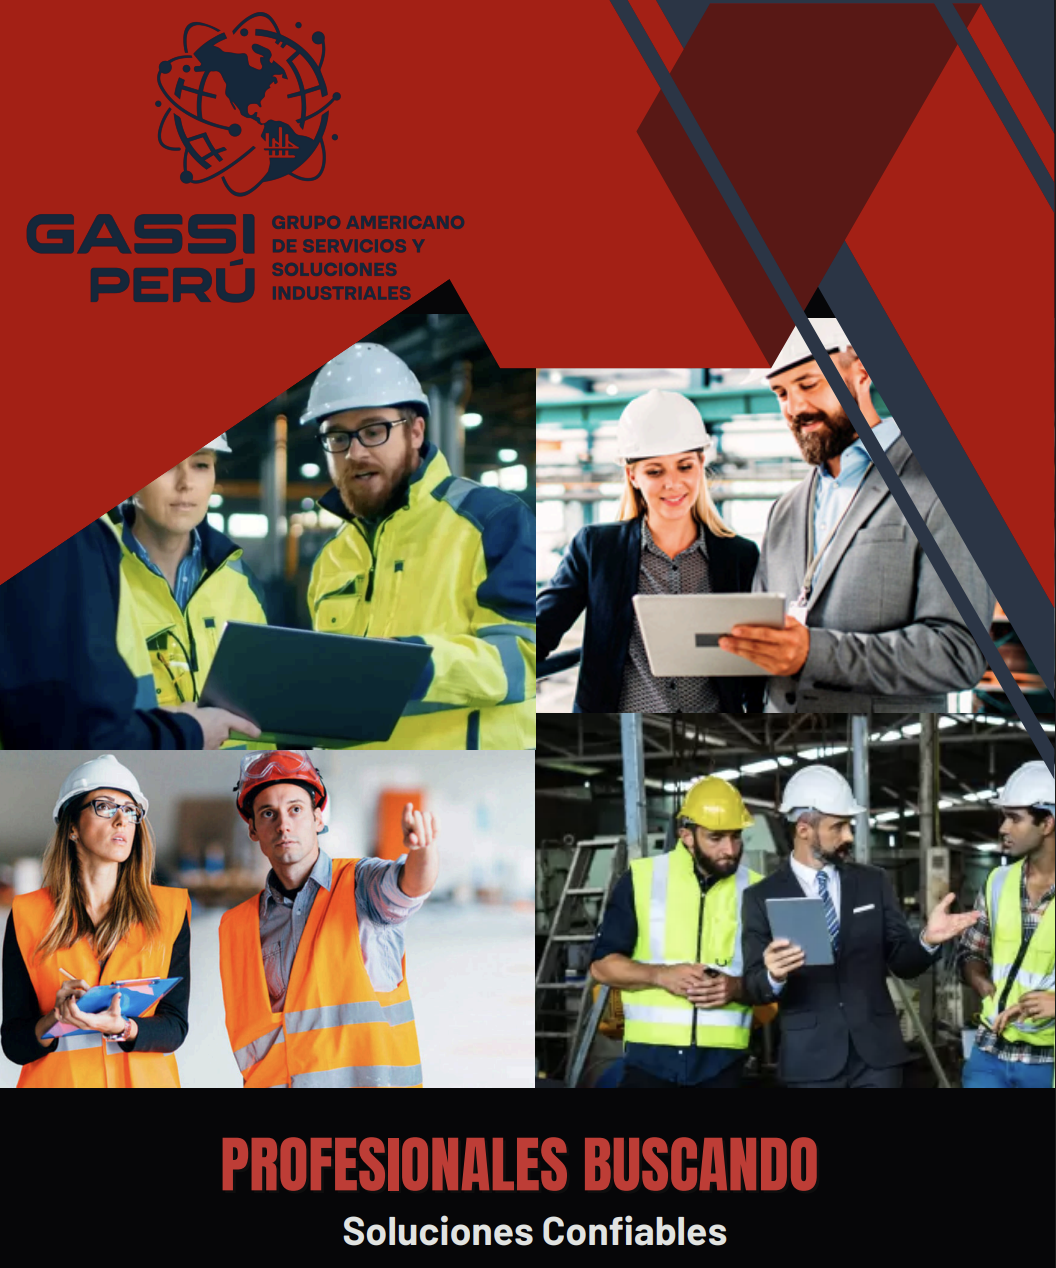 GASSI
PERÚ
GRUPO AMERICANO
DE SERVICIOS Y
SOLUCIONES
INDUSTRIALES
PROFESIONALES BUSCANDO
Soluciones Confiables